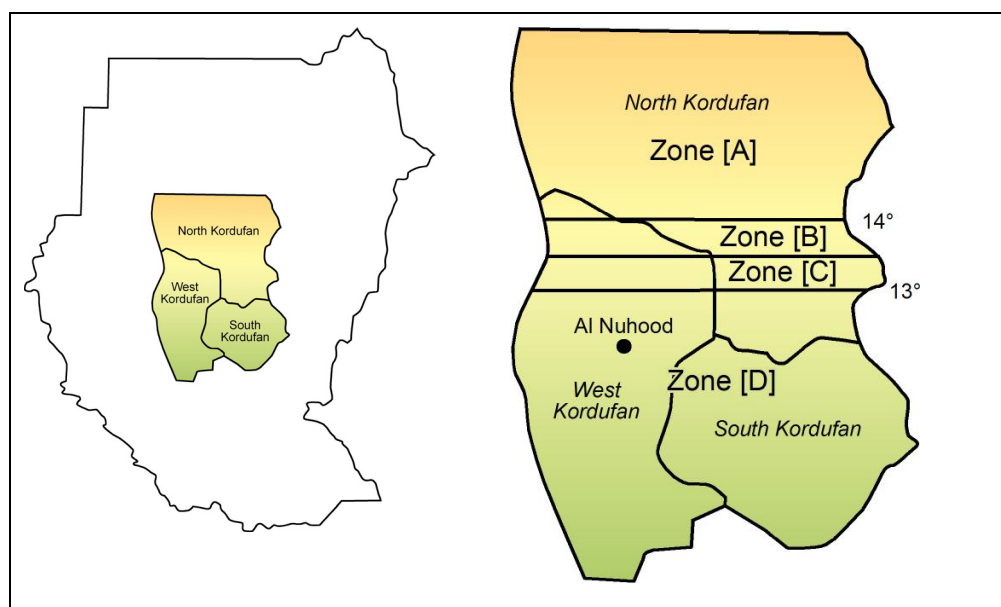 North Kordufan
West
Kordufan
South
Kordufan
North Kordufan
Zone [A]
14°
Zone [B]
Zone [C]
13°
Al Nuhood
Zone [D]
West
Kordufan
South Kordufan